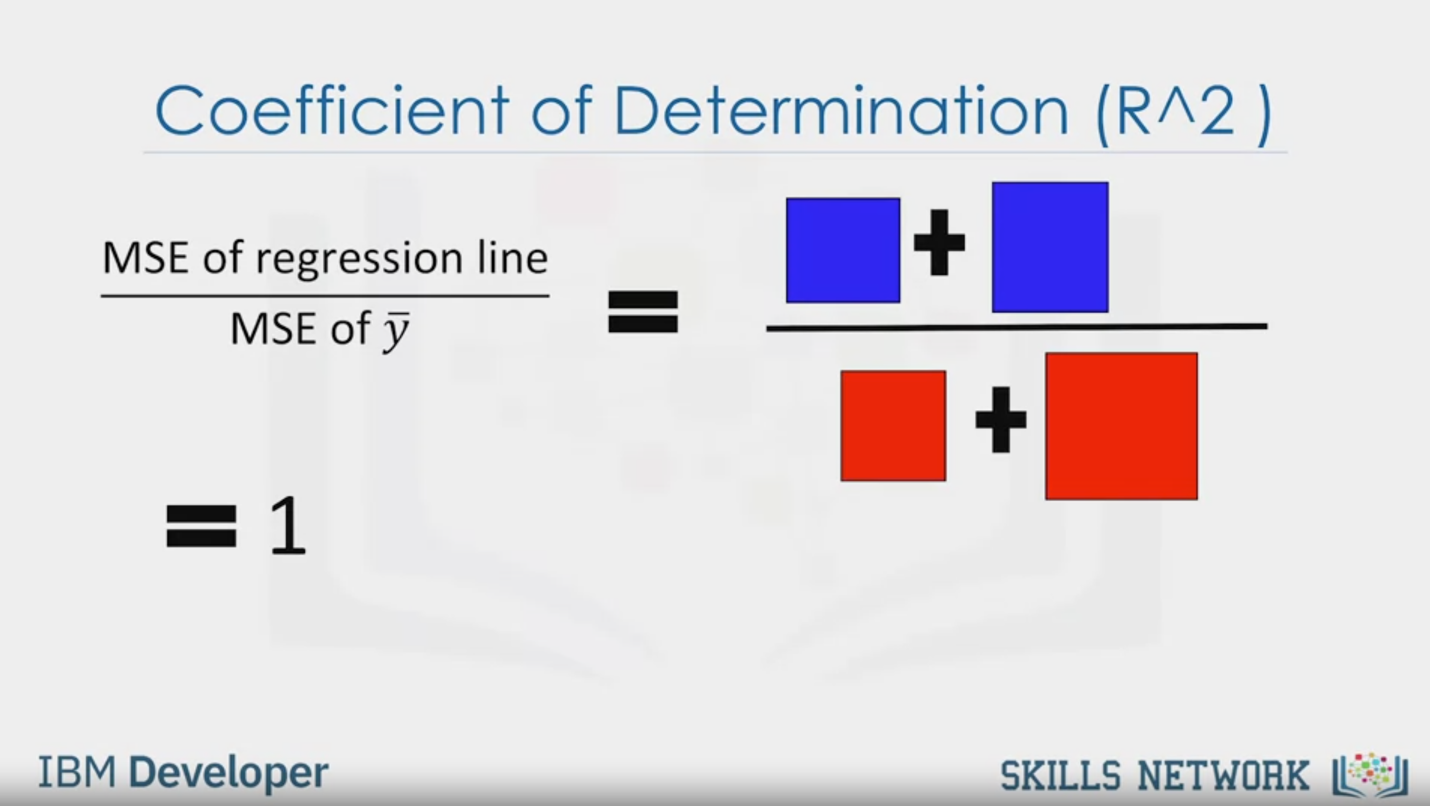 Coefficient of Determination (R^2 )
MSE of regression line
MSE of y̅
=
+
+
= 1
IBM Developer
SKILLS NETWORK